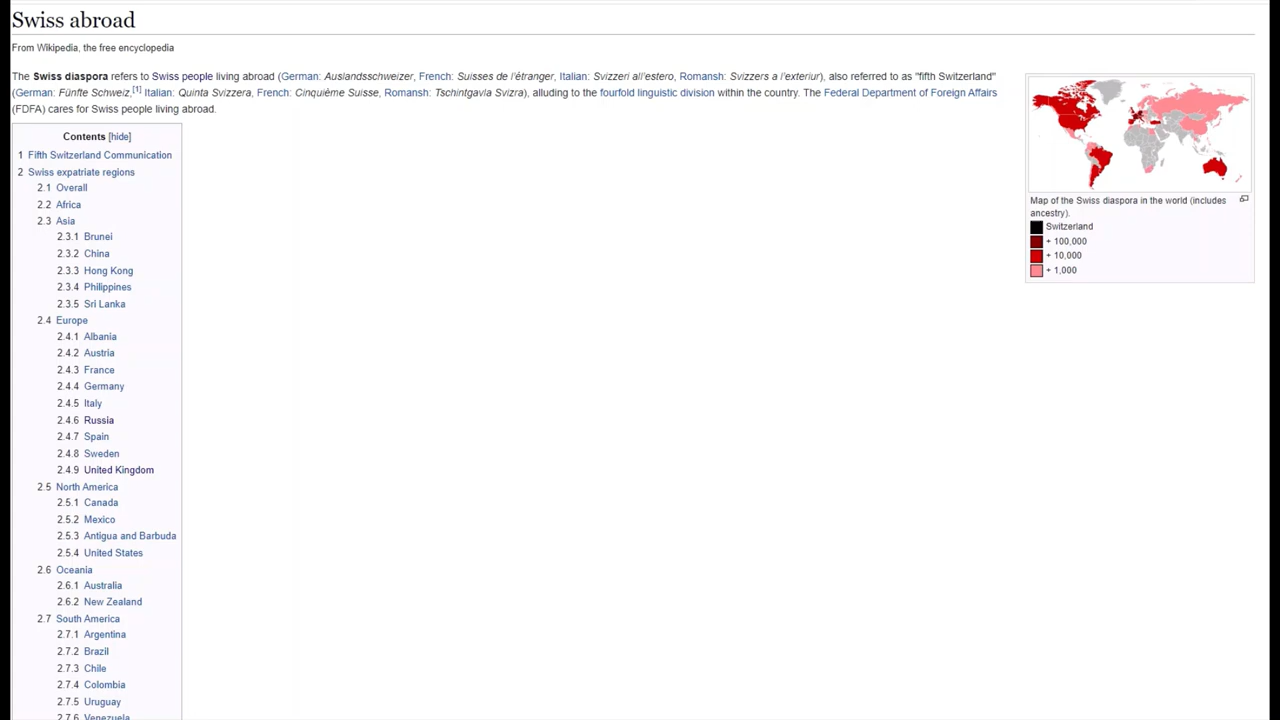 Swiss abroad
From Wikipedia, the free encyclopedia
The Swiss diaspora refers to Swiss people living abroad (German: Auslandsschweizer, French: Suisses de l'étranger, Italian: Svizzeri all'estero, Romansh: Svizzers a l'exteriur), also referred to as "fifth Switzerland"
(German: Fünfte Schweiz,[1] Italian: Quinta Svizzera, French: Cinquième Suisse, Romansh: Tschintgavia Svizra), alluding to the fourfold linguistic division within the country. The Federal Department of Foreign Affairs
(FDFA) cares for Swiss people living abroad.
Contents [hide]
1 Fifth Switzerland Communication
2 Swiss expatriate regions
2.1 Overall
2.2 Africa
2.3 Asia
2.3.1 Brunei
2.3.2 China
2.3.3 Hong Kong
2.3.4 Philippines
2.3.5 Sri Lanka
2.4 Europe
2.4.1 Albania
2.4.2 Austria
2.4.3 France
2.4.4 Germany
2.4.5 Italy
2.4.6 Russia
2.4.7 Spain
2.4.8 Sweden
2.4.9 United Kingdom
2.5 North America
2.5.1 Canada
2.5.2 Mexico
2.5.3 Antigua and Barbuda
2.5.4 United States
2.6 Oceania
2.6.1 Australia
2.6.2 New Zealand
2.7 South America
2.7.1 Argentina
2.7.2 Brazil
2.7.3 Chile
2.7.4 Colombia
2.7.5 Uruguay
2.7.6 Venezuela
Map of the Swiss diaspora in the world (includes
ancestry).
Switzerland
+ 100,000
+ 10,000
+ 1,000